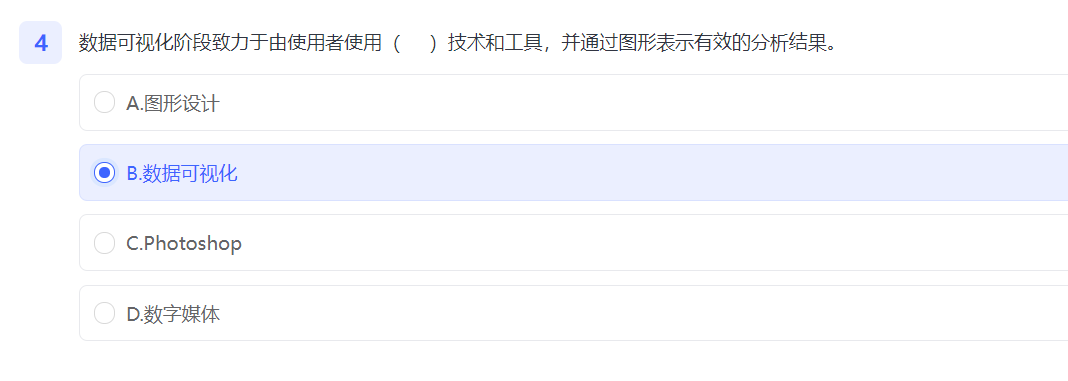 4 数据可视化阶段致力于由使用者使用（　）技术和工具，并通过图形表示有效的分析结果。
A.图形设计
B.数据可视化
C.Photoshop
D.数字媒体